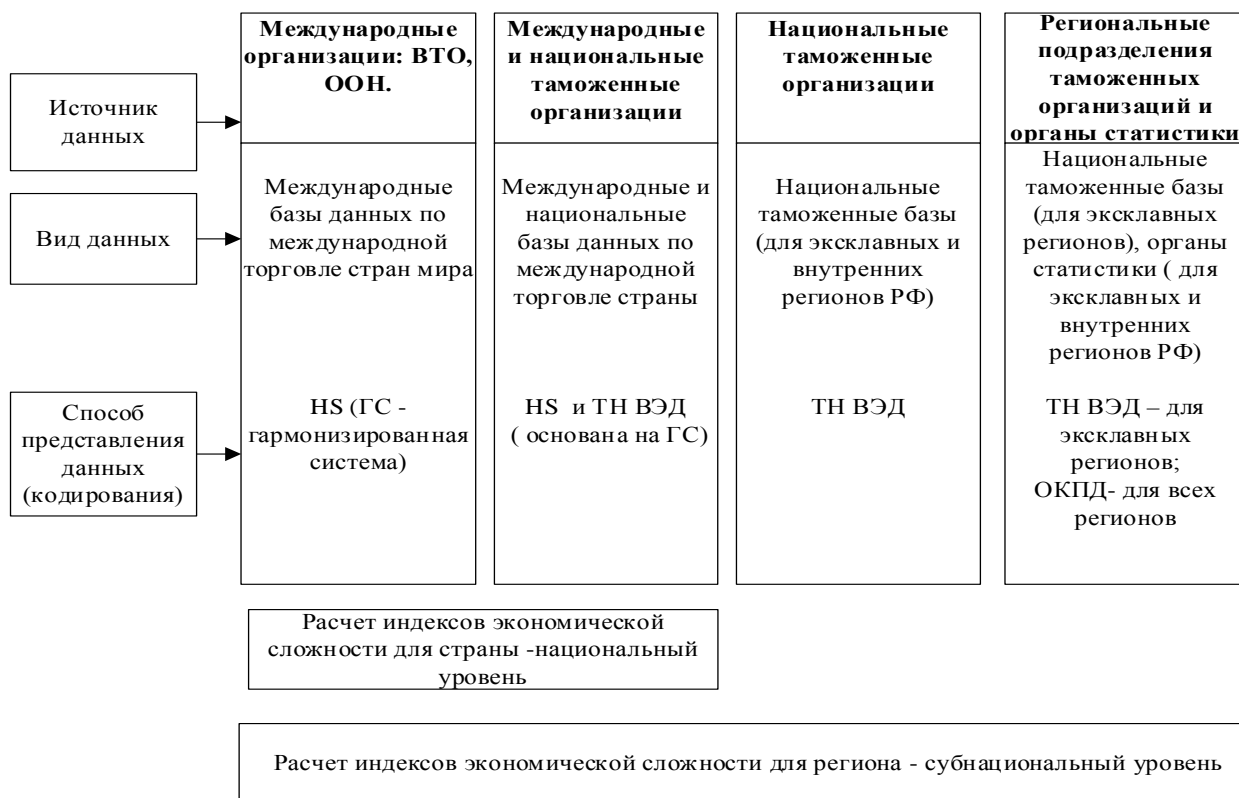 Международные
организации: ВТО,
ООН.
Международные
и национальные
таможенные
организации
Национальные
таможенные
организации
Региональные
подразделения
таможенных
организаций и
органы статистики
Источник
данных
Международные
базы данных по
международной
торговле стран мира
Международные и
национальные
базы данных по
международной
торговле страны
Национальные
таможенные базы
(для эксклавных и
внутренних
регионов РФ)
Национальные
таможенные базы
(для эксклавных
регионов), органы
статистики ( для
эксклавных и
внутренних
регионов РФ)
Вид данных
Способ
представления
данных
(кодирования)
HS (ГС -
гармонизированная
система)
HS и ТН ВЭД
( основана на ГС)
ТН ВЭД
ТН ВЭД – для
эксклавных
регионов;
ОКПД- для всех
регионов
Расчет индексов экономической
сложности для страны -национальный
уровень
Расчет индексов экономической сложности для региона - субнациональный уровень